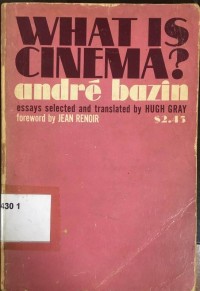 WHAT IS
CINEMA?
andré bazin
essays selected and translated by HUGH GRAY
foreword by JEAN RENOIR $2.45
430 1